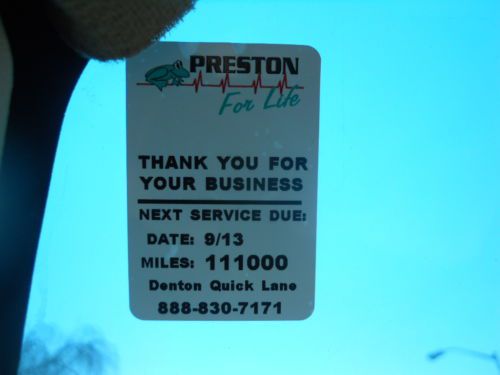 PRESTON
For Life
THANK YOU FOR
YOUR BUSINESS
NEXT SERVICE DUE:
DATE: 9/13
MILES: 111000
Denton Quick Lane
888-830-7171